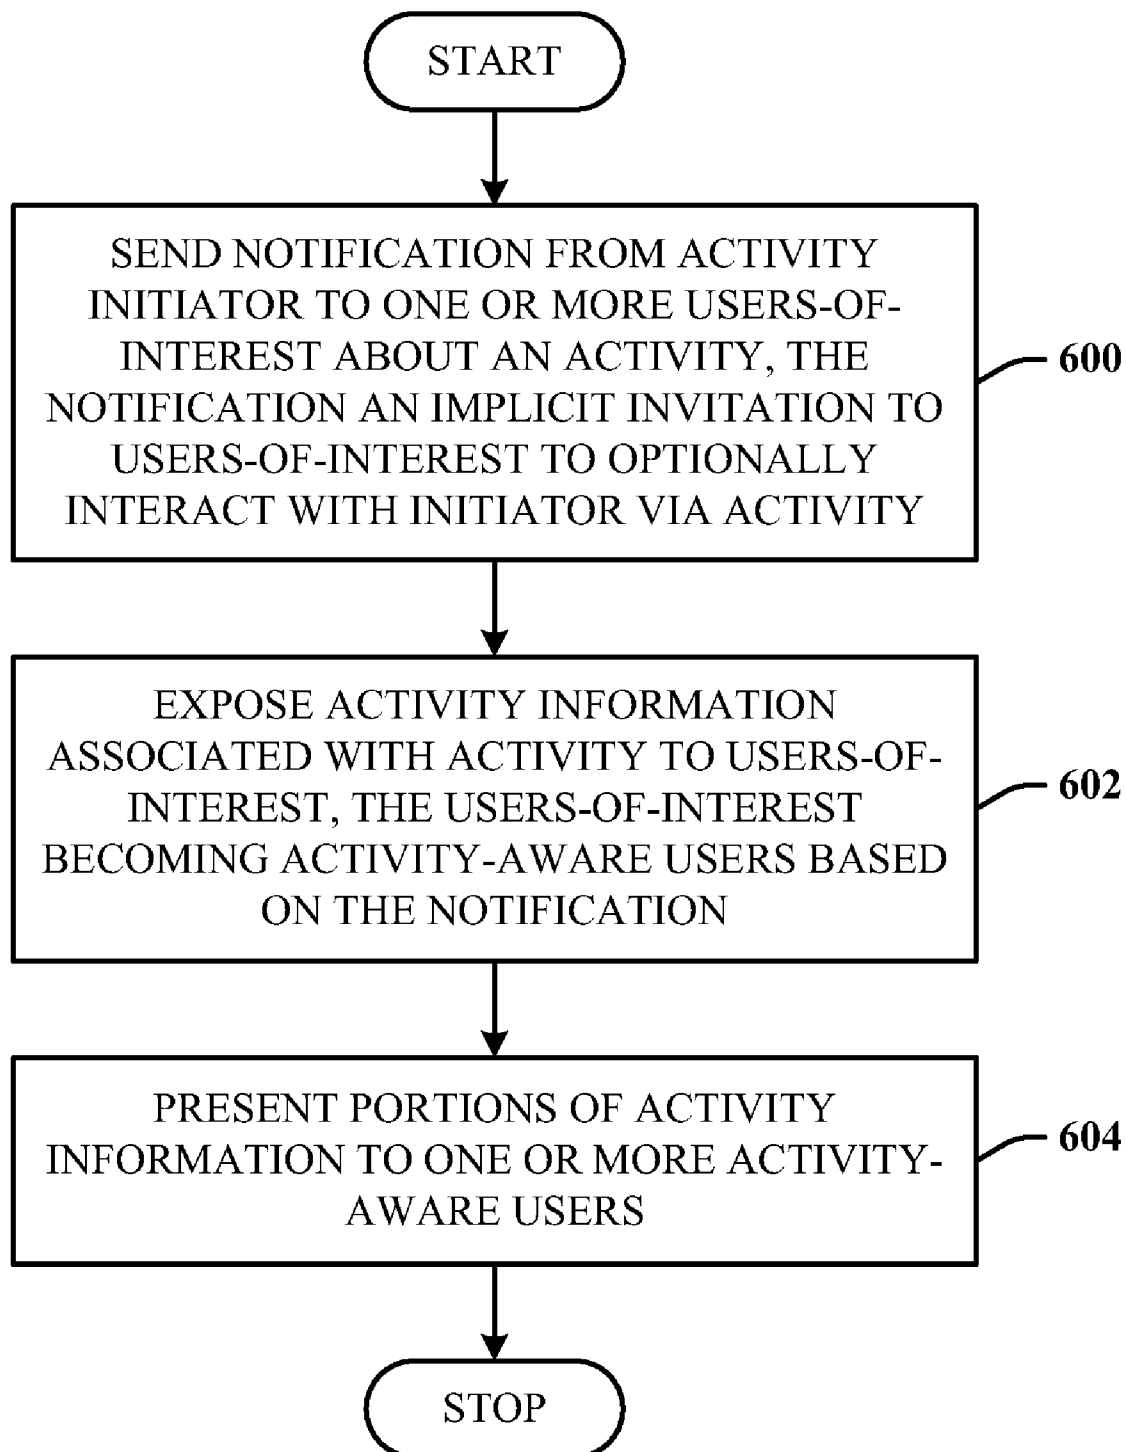 START
SEND NOTIFICATION FROM ACTIVITY
INITIATOR TO ONE OR MORE USERS-OF-
INTEREST ABOUT AN ACTIVITY, THE
NOTIFICATION AN IMPLICIT INVITATION TO
USERS-OF-INTEREST TO OPTIONALLY
INTERACT WITH INITIATOR VIA ACTIVITY
600
EXPOSE ACTIVITY INFORMATION
ASSOCIATED WITH ACTIVITY TO USERS-OF-
INTEREST, THE USERS-OF-INTEREST
BECOMING ACTIVITY-AWARE USERS BASED
ON THE NOTIFICATION
602
PRESENT PORTIONS OF ACTIVITY
INFORMATION TO ONE OR MORE ACTIVITY-
AWARE USERS
604
STOP